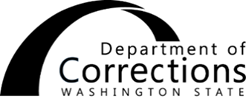 Department of
Corrections
WASHINGTON STATE